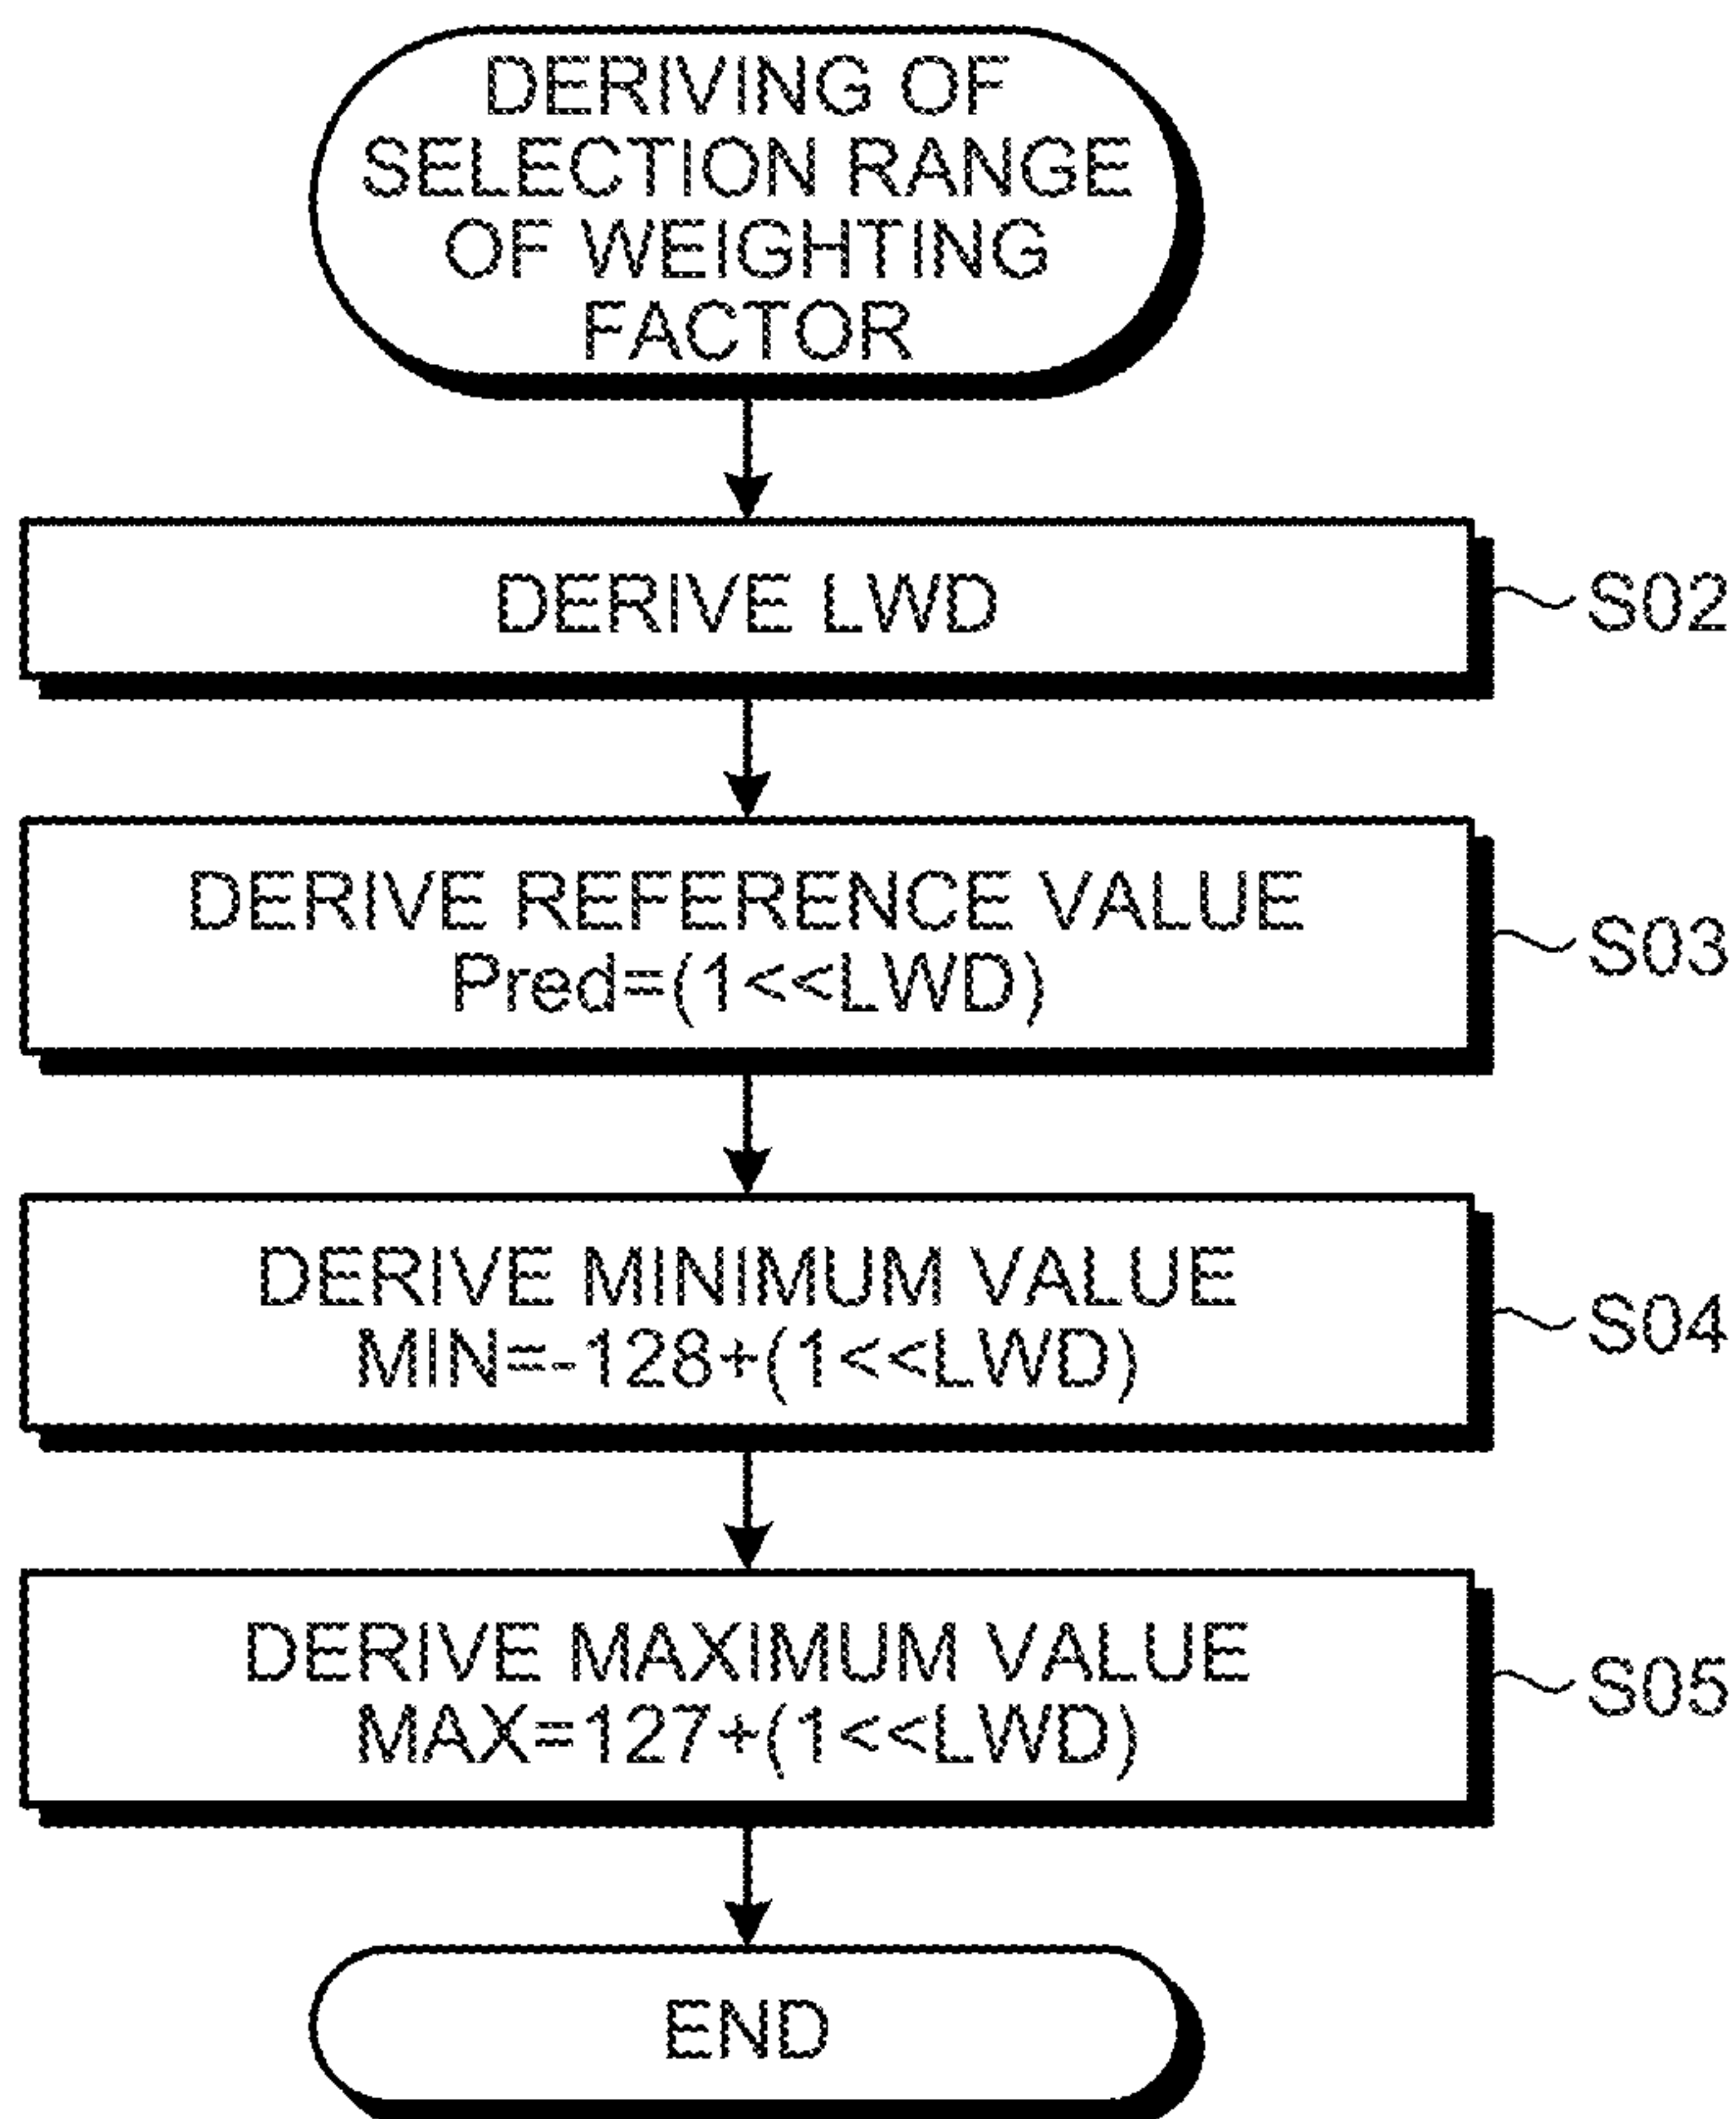 DERIVING OF
SELECTION RANGE
OF WEIGHTING
FACTOR
DERIVE LWD
S02
DERIVE REFERENCE VALUE
Pred=(1<<LWD)
S03
DERIVE MINIMUM VALUE
MIN=-128+(1<<LWD)
S04
DERIVE MAXIMUM VALUE
MAX=127+(1<<LWD)
S05
END